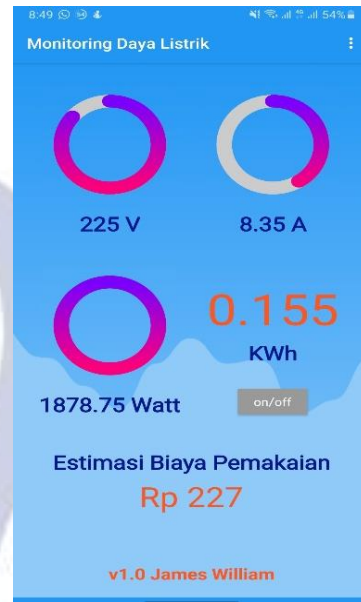 8:49
54%
Monitoring Daya Listrik
225 V
8.35 A
0.155
KWh
1878.75 Watt
on/off
Estimasi Biaya Pemakaian
Rp 227
v1.0 James William